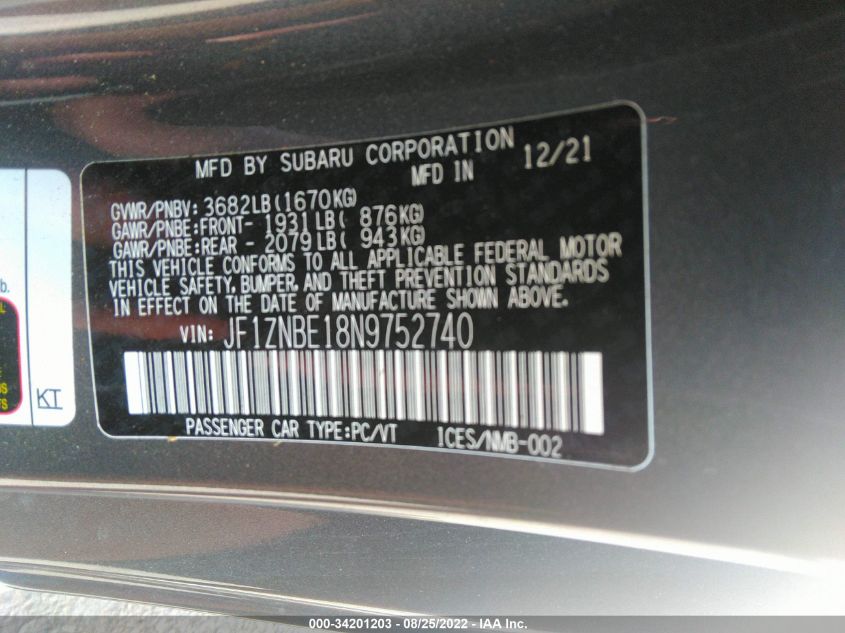 MFD BY SUBARU CORPORATION
MFD IN 12/21
GVWR/PNBV: 3682LB(1670KG)
GAWR/PNBE:FRONT- 1931LB( 876KG)
GAWR/PNBE:REAR - 2079LB( 943KG)
THIS VEHICLE CONFORMS TO ALL APPLICABLE FEDERAL MOTOR
VEHICLE SAFETY, BUMPER, AND THEFT PREVENTION STANDARDS
IN EFFECT ON THE DATE OF MANUFACTURE SHOWN ABOVE.
VIN: JF1ZNBE18N9752740
PASSENGER CAR TYPE:PC/VT 1CES/NMB-002
b.
KT
000-34201203 - 08/25/2022 - IAA Inc.